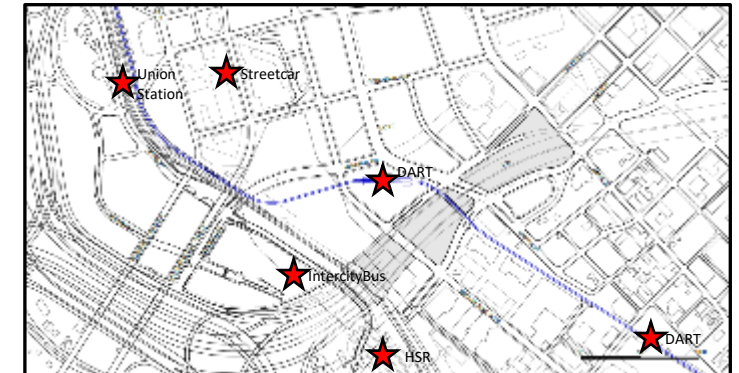 Union
Station
Streetcar
DART
IntercityBus
HSR
DART